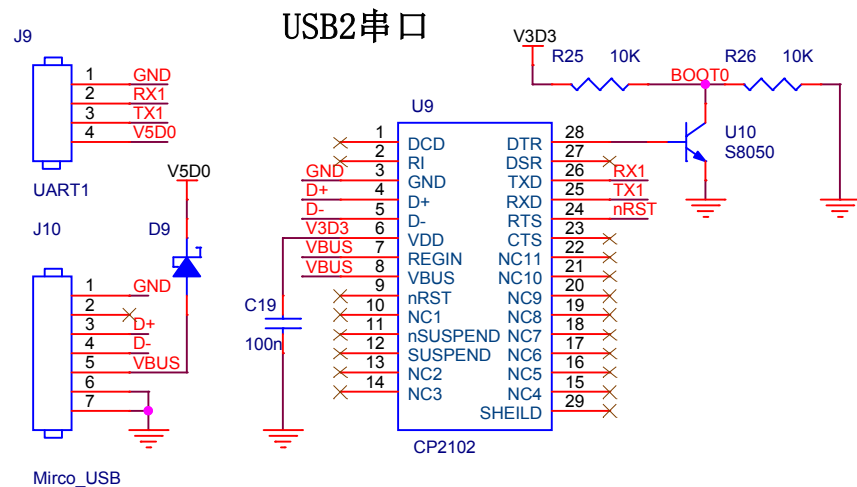 USB2串口
J9
1 GND
2 RX1
3 TX1
4 V5D0
UART1
V5D0
J10
D9
1 GND
2
3 D+
4 D-
5 VBUS
6
7
Mirco_USB
V3D3
R25 10K
R26 10K
BOOT0
U10
S8050
U9
1 DCD
2 RI
GND 3 GND
D+ 4 D+
D- 5 D-
V3D3 6 VDD
VBUS 7 REGIN
VBUS 8 VBUS
9 nRST
10 NC1
11 nSUSPEND
12 SUSPEND
13 NC2
14 NC3
DTR 28
DSR 27
TXD 26 RX1
RXD 25 TX1
RTS 24 nRST
CTS 23
NC11 22
NC10 21
NC9 20
NC8 19
NC7 18
NC6 17
NC5 16
NC4 15
SHEILD 29
CP2102
C19
100n